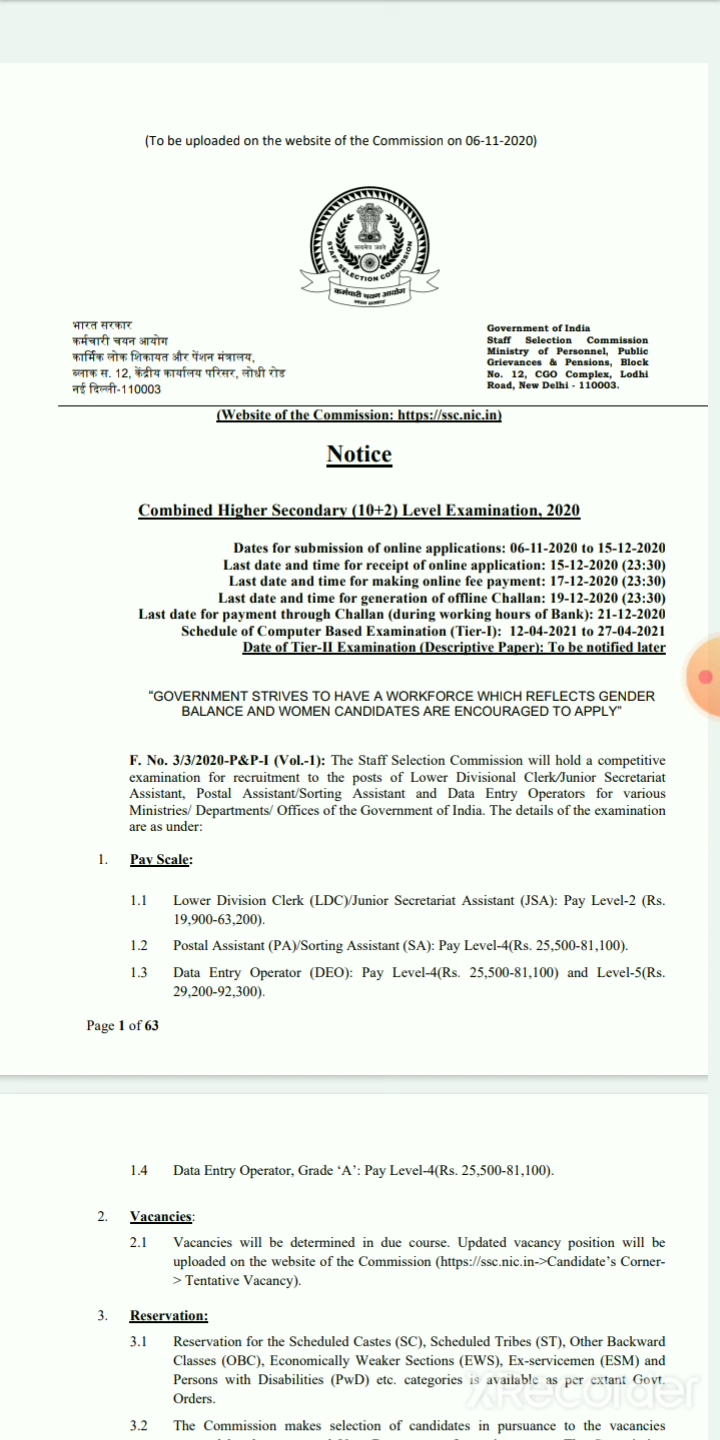 (To be uploaded on the website of the Commission on 06-11-2020)
सत्यमेव जयते
STAFF SELECTION COMMISSION
कर्मचारी चयन आयोग
भारत सरकार
भारत सरकार
कर्मचारी चयन आयोग
कार्मिक लोक शिकायत और पेंशन मंत्रालय,
ब्लाक स. 12, केंद्रीय कार्यालय परिसर, लोधी रोड
नई दिल्ली-110003
Government of India
Staff Selection Commission
Ministry of Personnel, Public
Grievances & Pensions, Block
No. 12, CGO Complex, Lodhi
Road, New Delhi - 110003.
(Website of the Commission: https://ssc.nic.in)
Notice
Combined Higher Secondary (10+2) Level Examination, 2020
Dates for submission of online applications: 06-11-2020 to 15-12-2020
Last date and time for receipt of online application: 15-12-2020 (23:30)
Last date and time for making online fee payment: 17-12-2020 (23:30)
Last date and time for generation of offline Challan: 19-12-2020 (23:30)
Last date for payment through Challan (during working hours of Bank): 21-12-2020
Schedule of Computer Based Examination (Tier-I): 12-04-2021 to 27-04-2021
Date of Tier-II Examination (Descriptive Paper): To be notified later
"GOVERNMENT STRIVES TO HAVE A WORKFORCE WHICH REFLECTS GENDER
BALANCE AND WOMEN CANDIDATES ARE ENCOURAGED TO APPLY"
F. No. 3/3/2020-P&P-I (Vol.-1): The Staff Selection Commission will hold a competitive
examination for recruitment to the posts of Lower Divisional Clerk/Junior Secretariat
Assistant, Postal Assistant/Sorting Assistant and Data Entry Operators for various
Ministries/ Departments/ Offices of the Government of India. The details of the examination
are as under:
1. Pay Scale:
1.1 Lower Division Clerk (LDC)/Junior Secretariat Assistant (JSA): Pay Level-2 (Rs.
19,900-63,200).
1.2 Postal Assistant (PA)/Sorting Assistant (SA): Pay Level-4(Rs. 25,500-81,100).
1.3 Data Entry Operator (DEO): Pay Level-4(Rs. 25,500-81,100) and Level-5(Rs.
29,200-92,300).
Page 1 of 63
1.4 Data Entry Operator, Grade ‘A’: Pay Level-4(Rs. 25,500-81,100).
2. Vacancies:
2.1 Vacancies will be determined in due course. Updated vacancy position will be
uploaded on the website of the Commission (https://ssc.nic.in->Candidate’s Corner-
> Tentative Vacancy).
3. Reservation:
3.1 Reservation for the Scheduled Castes (SC), Scheduled Tribes (ST), Other Backward
Classes (OBC), Economically Weaker Sections (EWS), Ex-servicemen (ESM) and
Persons with Disabilities (PwD) etc. categories is available as per extant Govt.
Orders.
XRecorder
3.2 The Commission makes selection of candidates in pursuance to the vacancies